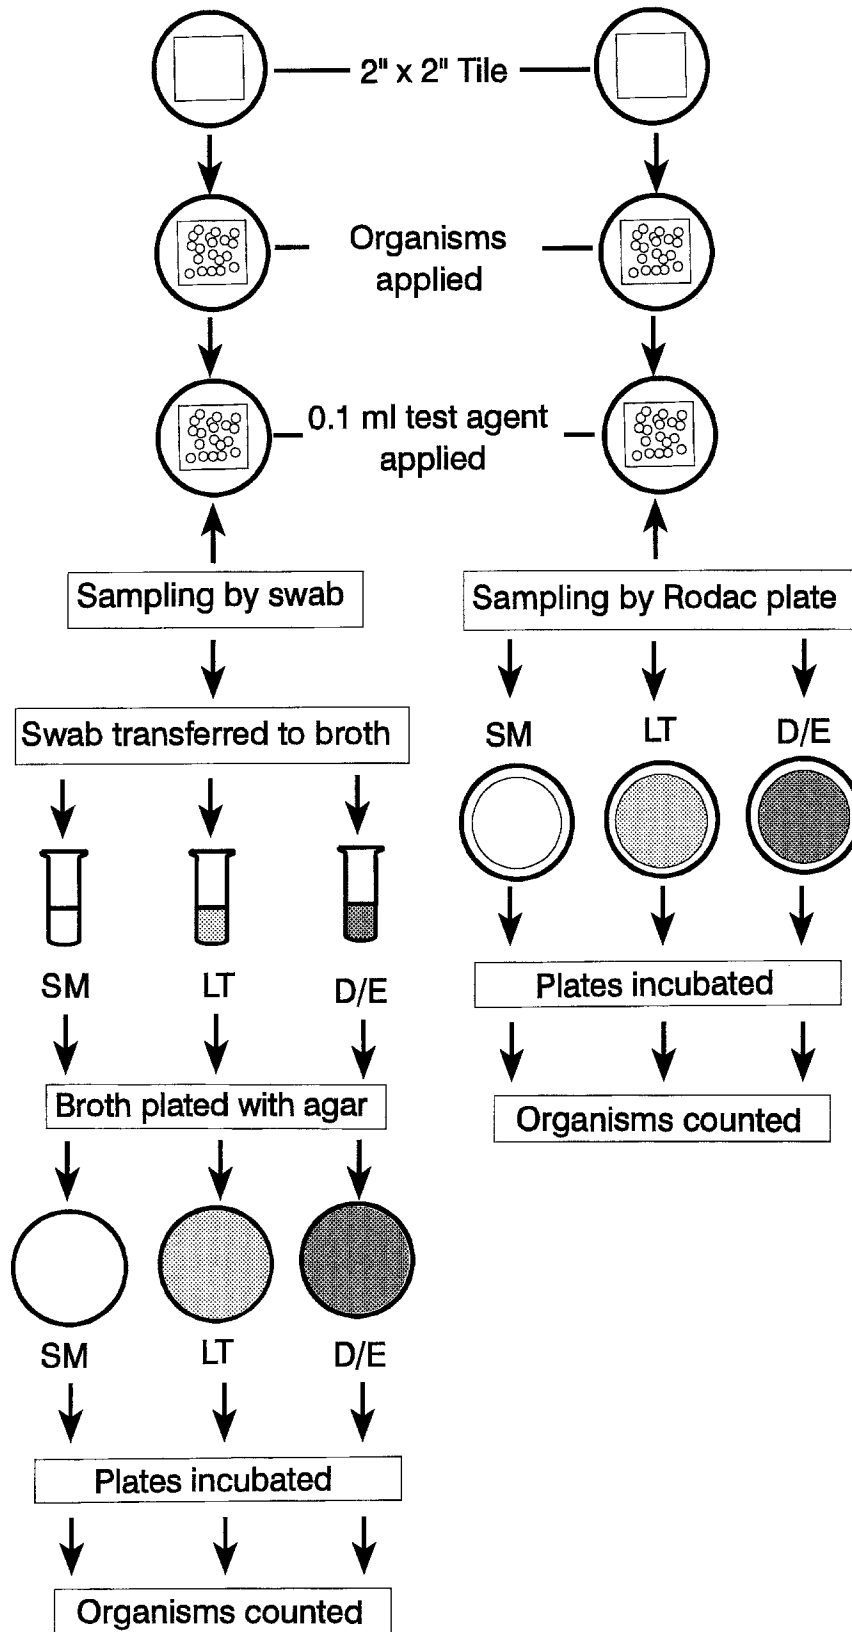 2" x 2" Tile
Organisms
applied
0.1 ml test agent
applied
Sampling by swab
Swab transferred to broth
SM LT D/E
Broth plated with agar
SM LT D/E
Plates incubated
Organisms counted
Sampling by Rodac plate
SM LT D/E
Plates incubated
Organisms counted